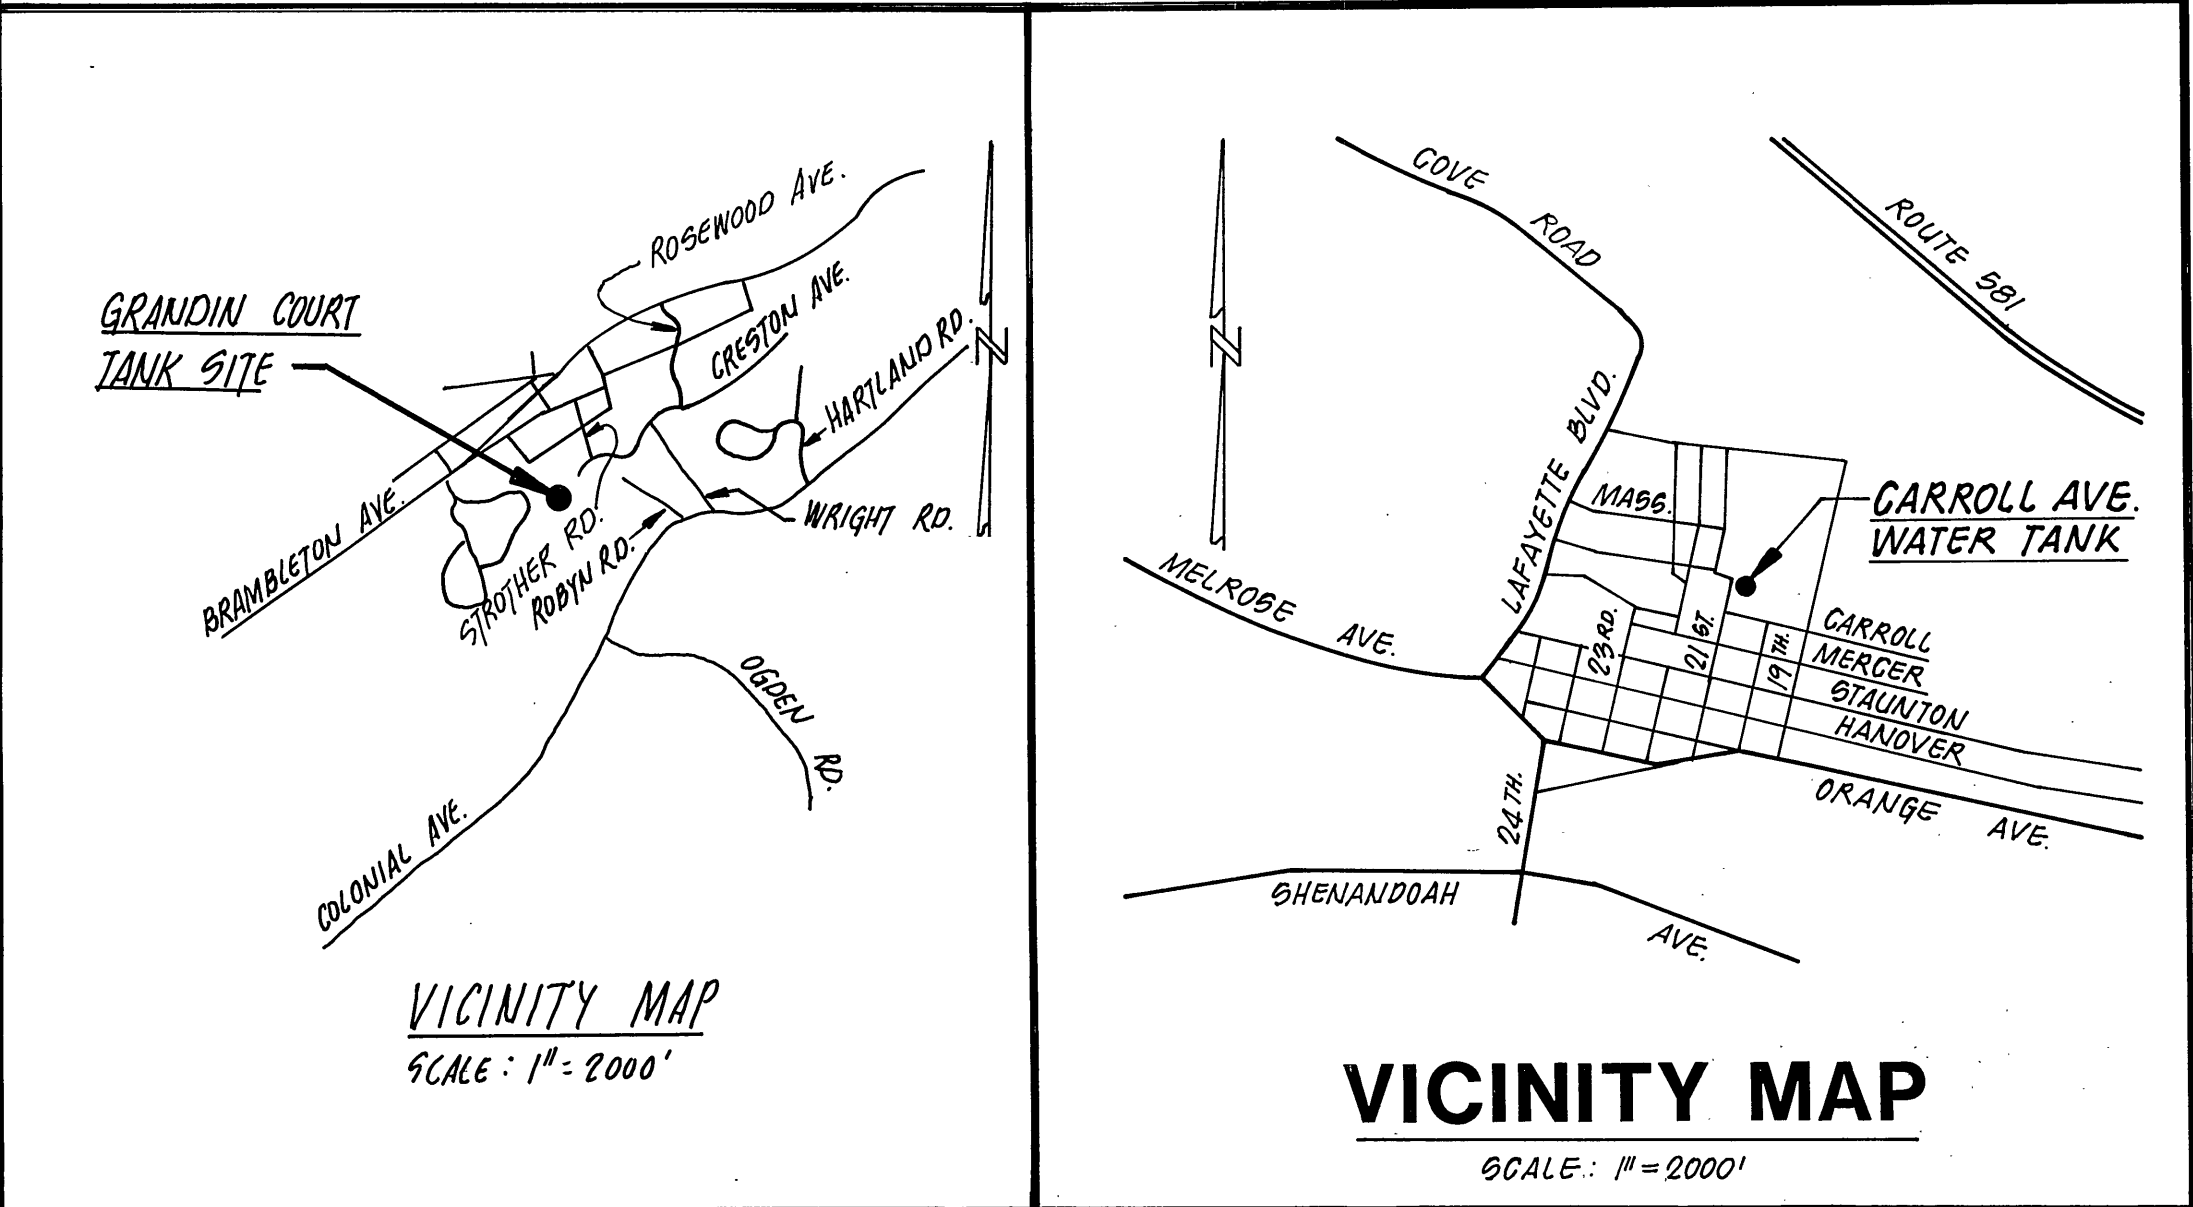 ROSEWOOD AVE.
GRANDIN COURT
TANK SITE
CRESTON AVE.
HARTLAND RD.
N
BRAMBLETON AVE.
STROTHER RD.
ROBYN RD.
WRIGHT RD.
OGDEN RD.
COLONIAL AVE.
VICINITY MAP
SCALE: 1"=2000'
COVE ROAD
ROUTE 581
N
LAFAYETTE BLVD.
MASS.
CARROLL AVE.
WATER TANK
MELROSE AVE.
23RD.
21ST.
19TH.
CARROLL
MERCER
STAUNTON
HANOVER
ORANGE AVE.
24TH.
SHENANDOAH AVE.
VICINITY MAP
SCALE: 1"=2000'